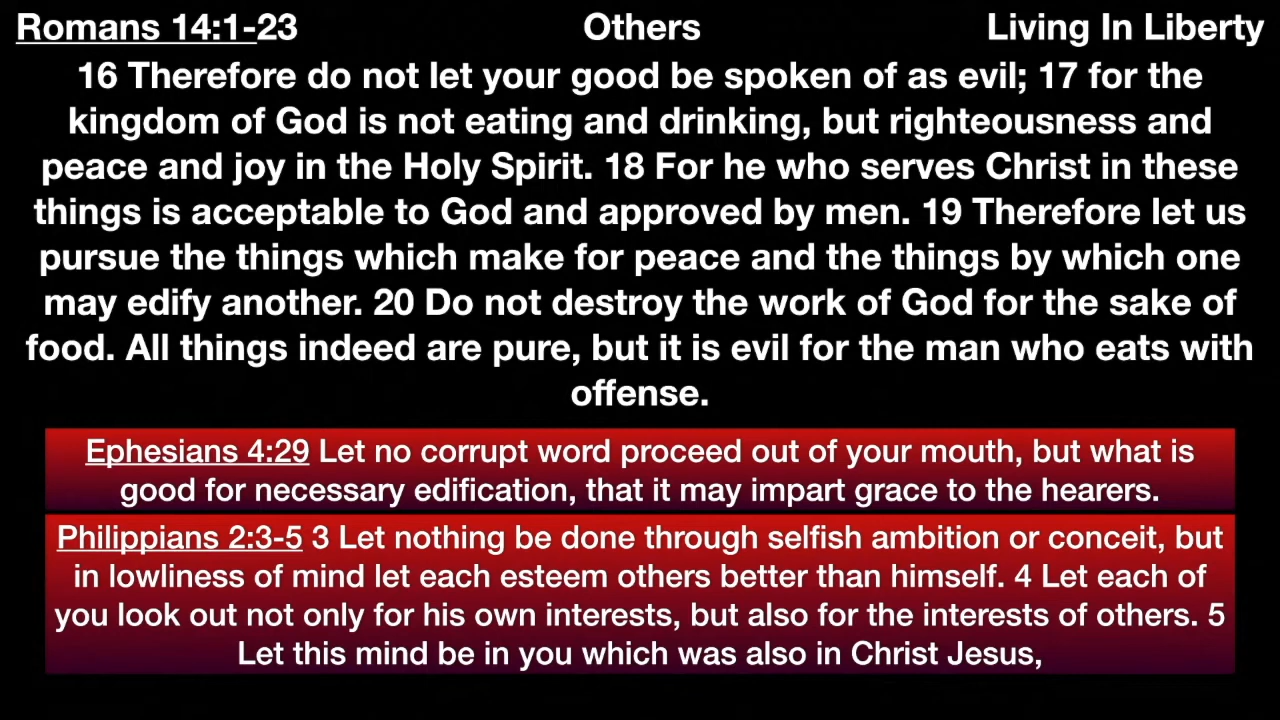 Romans 14:1-23 Others Living In Liberty
16 Therefore do not let your good be spoken of as evil; 17 for the
kingdom of God is not eating and drinking, but righteousness and
peace and joy in the Holy Spirit. 18 For he who serves Christ in these
things is acceptable to God and approved by men. 19 Therefore let us
pursue the things which make for peace and the things by which one
may edify another. 20 Do not destroy the work of God for the sake of
food. All things indeed are pure, but it is evil for the man who eats with
offense.
Ephesians 4:29 Let no corrupt word proceed out of your mouth, but what is
good for necessary edification, that it may impart grace to the hearers.
Philippians 2:3-5 3 Let nothing be done through selfish ambition or conceit, but
in lowliness of mind let each esteem others better than himself. 4 Let each of
you look out not only for his own interests, but also for the interests of others. 5
Let this mind be in you which was also in Christ Jesus,